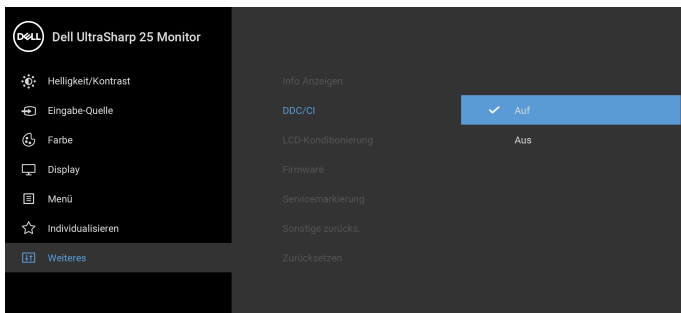 DELL Dell UltraSharp 25 Monitor
Helligkeit/Kontrast
Eingabe-Quelle
Farbe
Display
Menü
Individualisieren
Weiteres
Info Anzeigen
DDC/CI
LCD-Konditionierung
Firmware
Servicemarkierung
Sonstige zurücks.
Zurücksetzen
Auf
Aus